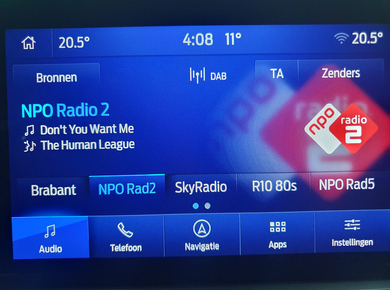 20.5° 4:08 11° 20.5°
Bronnen DAB TA Zenders
NPO Radio 2
Don't You Want Me
The Human League
npo radio 2
Brabant NPO Rad2 SkyRadio R10 80s NPO Rad5
Audio Telefoon Navigatie Apps Instellingen